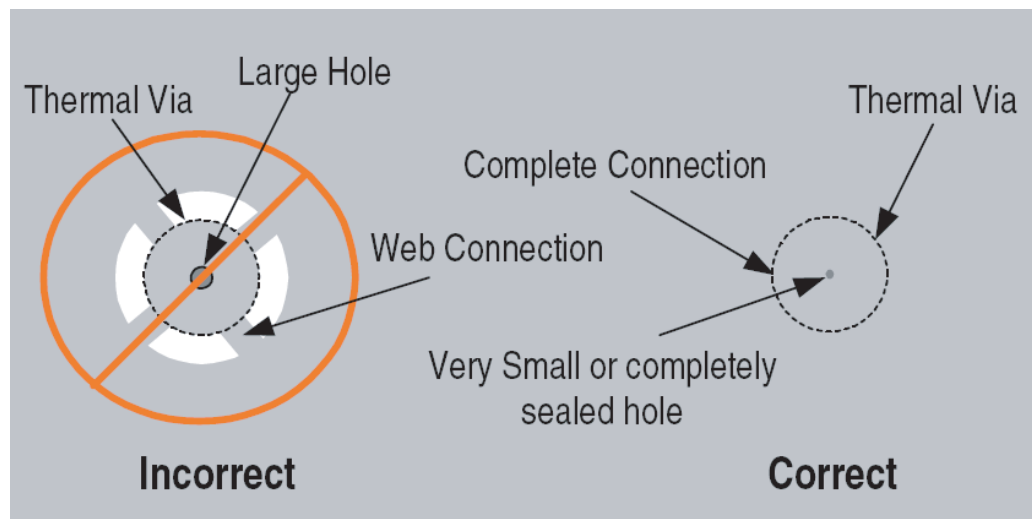 Large Hole
Thermal Via
Web Connection
Incorrect
Thermal Via
Complete Connection
Very Small or completely
sealed hole
Correct